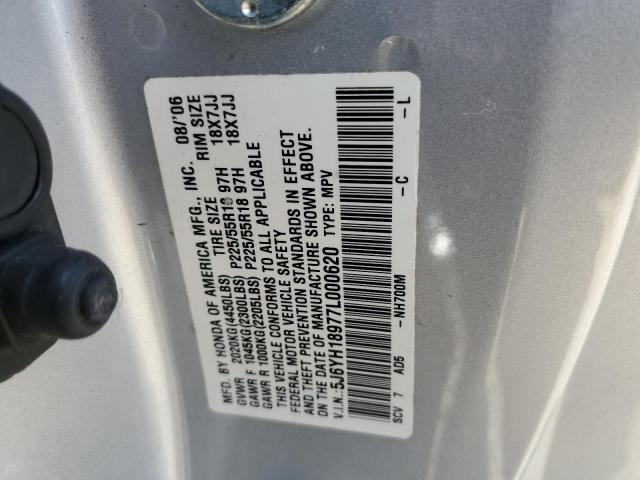 MFD. BY HONDA OF AMERICA MFG., INC. 08/'06
TIRE SIZE RIM SIZE
GVWR 2020KG(4450LBS)
GAWR F 1045KG(2300LBS) P225/55R18 97H 18X7JJ
GAWR R 1000KG(2205LBS) P225/55R18 97H 18X7JJ
THIS VEHICLE CONFORMS TO ALL APPLICABLE
FEDERAL MOTOR VEHICLE SAFETY
AND THEFT PREVENTION STANDARDS IN EFFECT
ON THE DATE OF MANUFACTURE SHOWN ABOVE.
V.I.N.:5J6YH18977L000620 TYPE: MPV
SCV 7 AD5 -NH700M -C -L